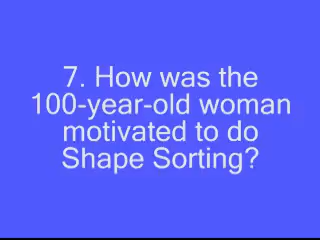 7. How was the
100-year-old woman
motivated to do
Shape Sorting?